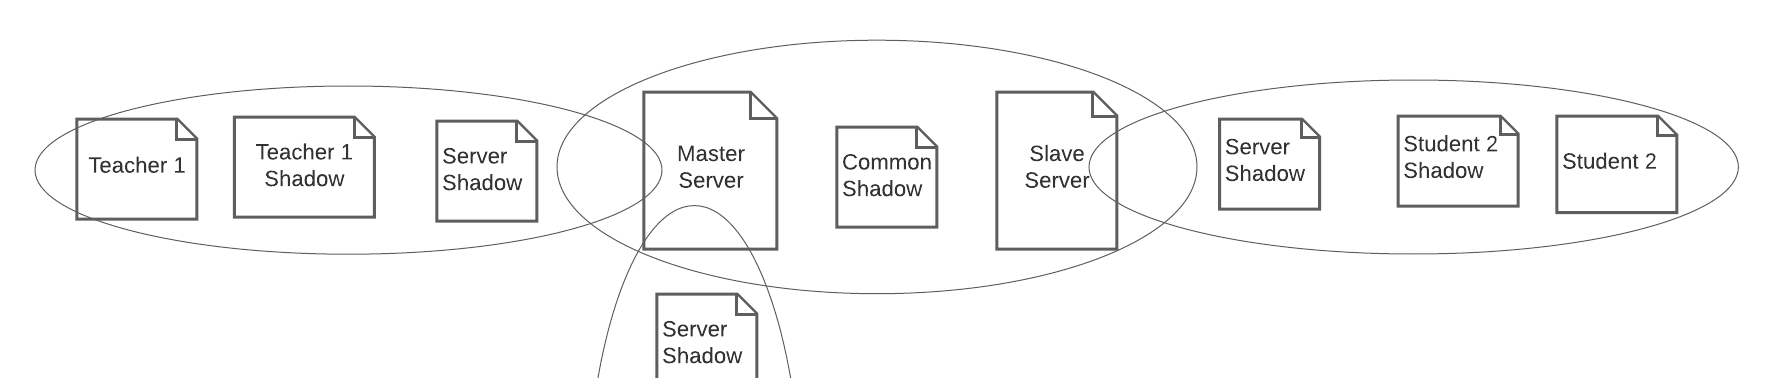 Teacher 1
Teacher 1
Shadow
Server
Shadow
Master
Server
Common
Shadow
Slave
Server
Server
Shadow
Student 2
Shadow
Student 2
Server
Shadow